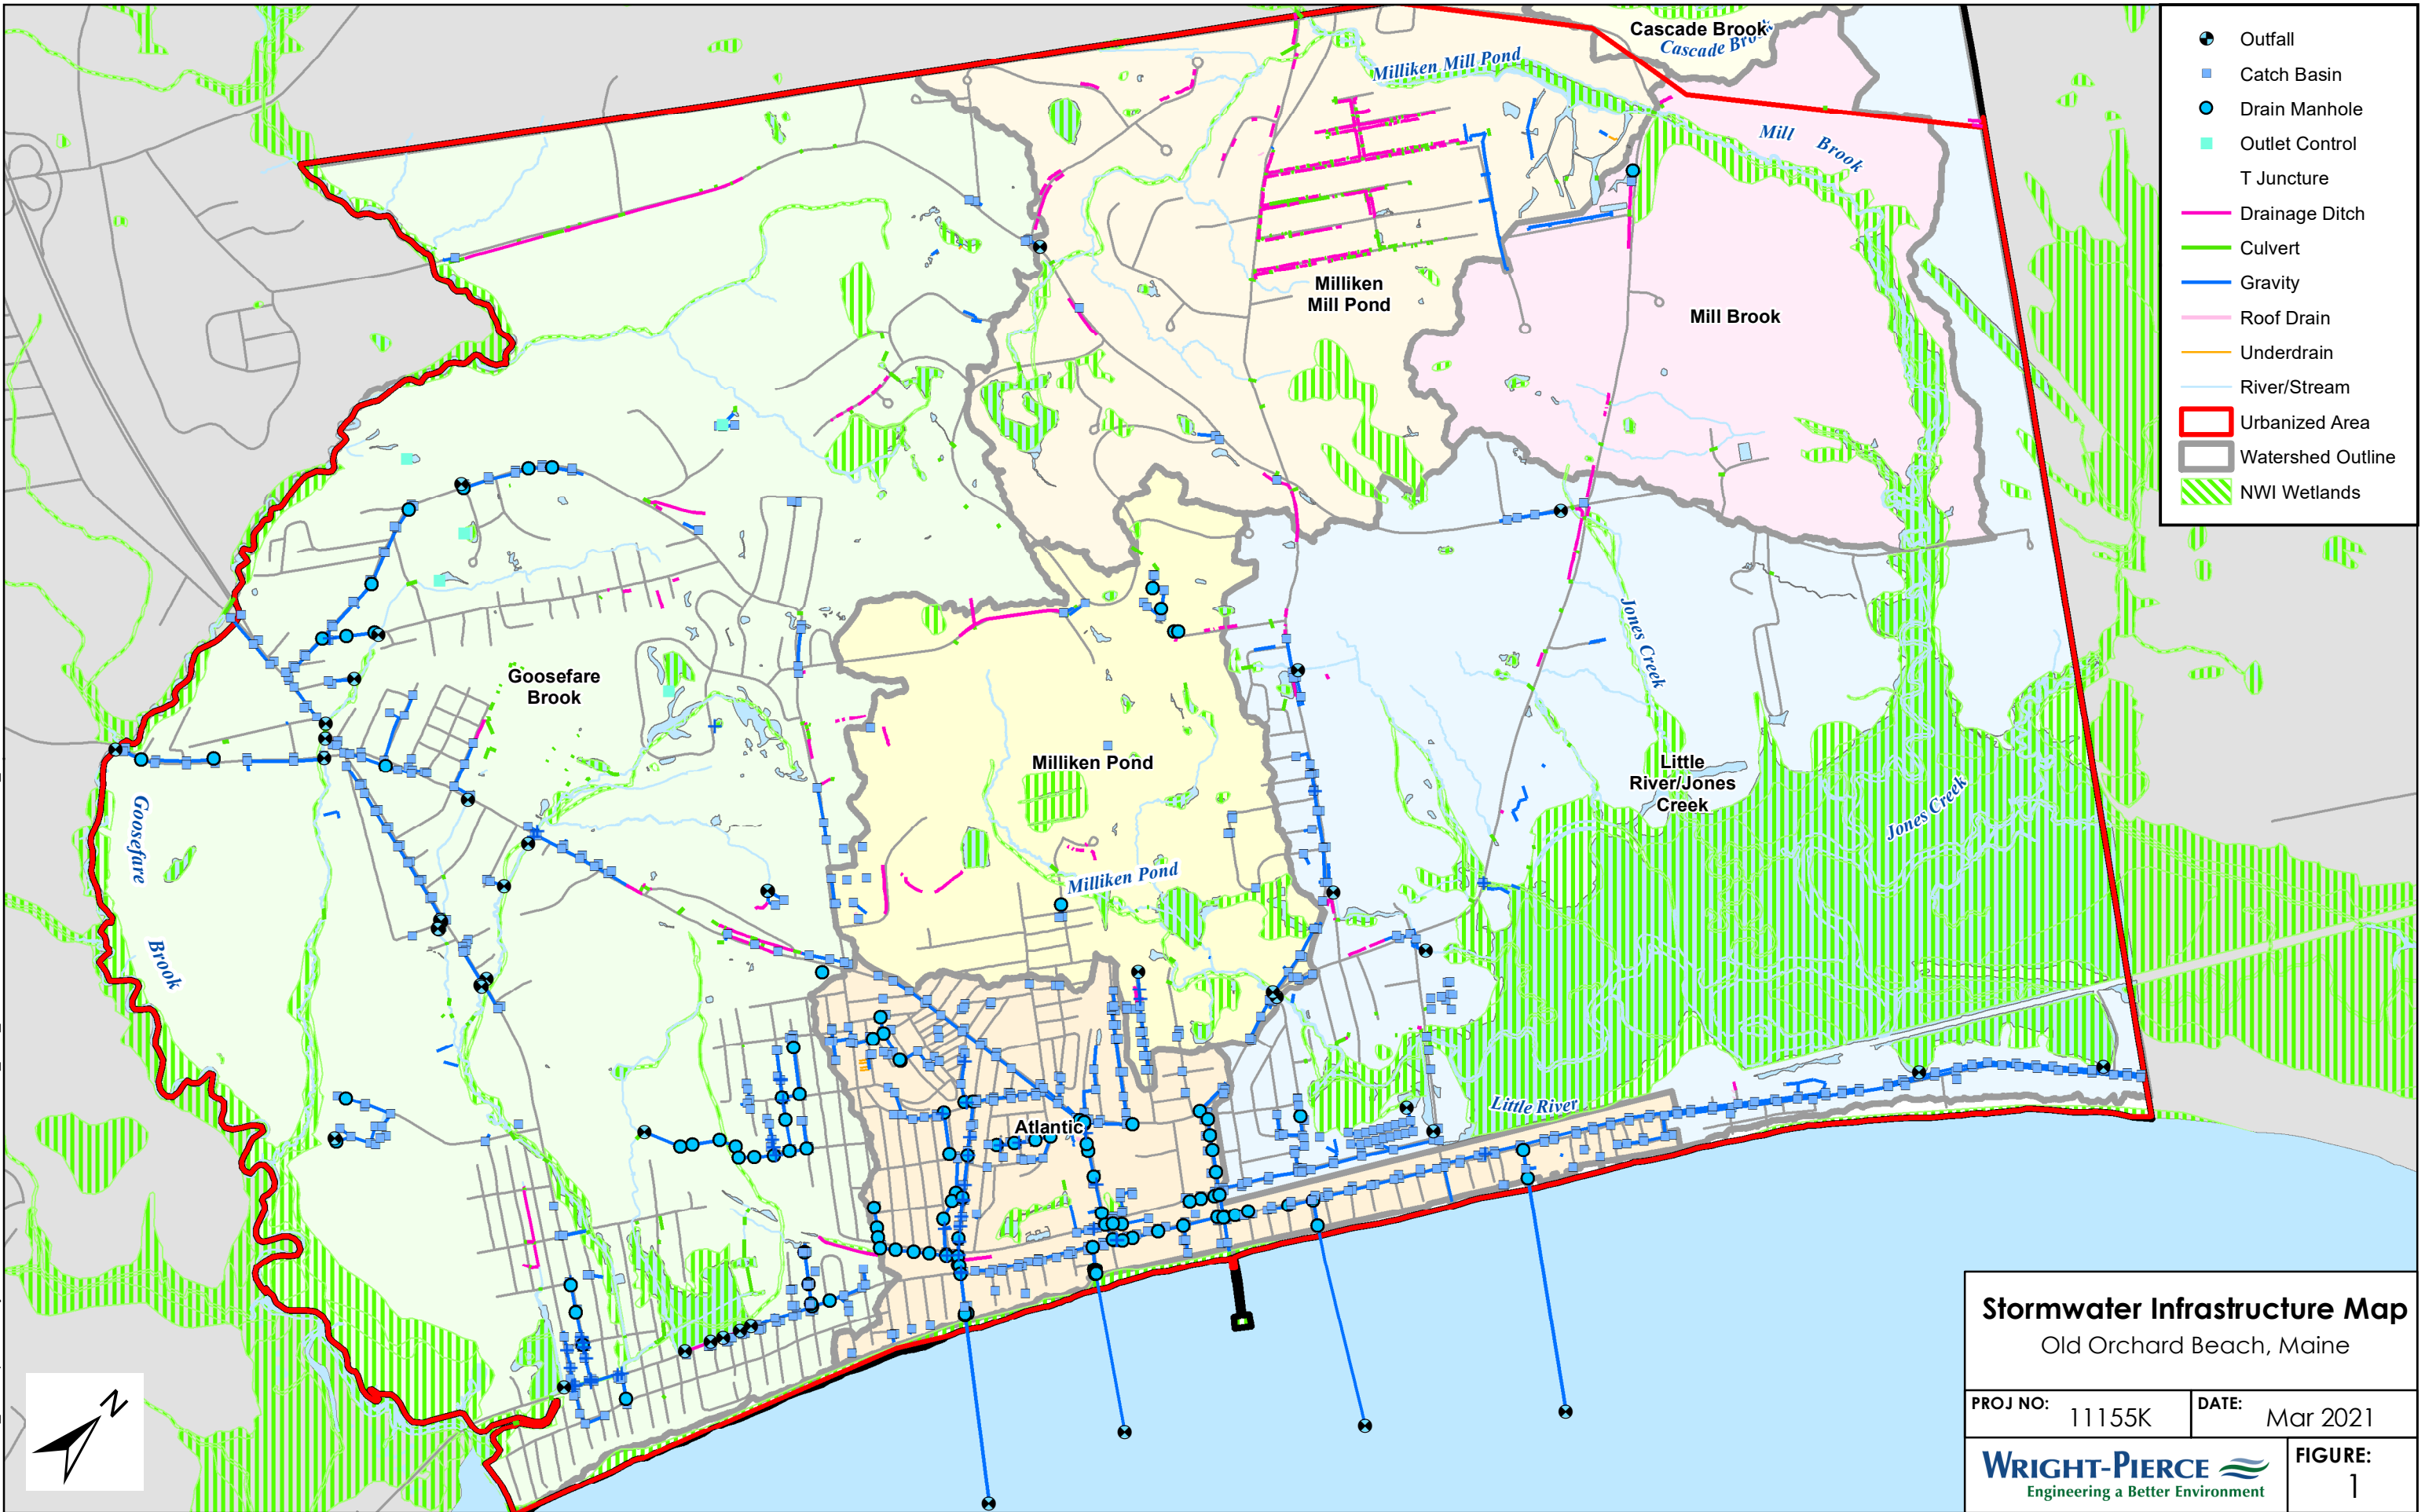 Cascade Brook
Cascade Brook
Milliken Mill Pond
Mill Brook
Milliken
Mill Pond
Mill Brook
Jones Creek
Goosefare
Brook
Milliken Pond
Little
River/Jones
Creek
Jones Creek
Goosefare
Brook
Milliken Pond
Little River
Atlantic
N
Outfall
Catch Basin
Drain Manhole
Outlet Control
T Juncture
Drainage Ditch
Culvert
Gravity
Roof Drain
Underdrain
River/Stream
Urbanized Area
Watershed Outline
NWI Wetlands
Stormwater Infrastructure Map
Old Orchard Beach, Maine
PROJ NO: 11155K
DATE: Mar 2021
WRIGHT-PIERCE
Engineering a Better Environment
FIGURE:
1